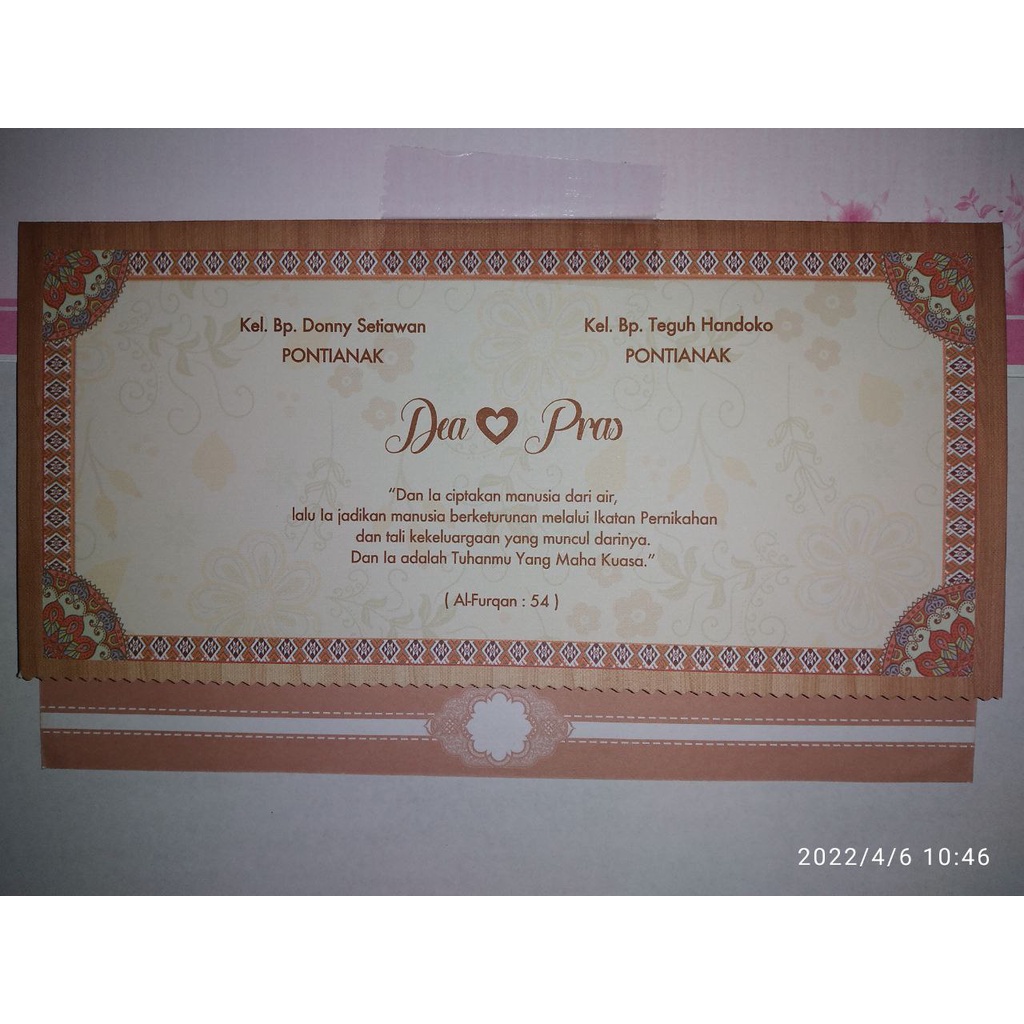 Kel. Bp. Donny Setiawan
PONTIANAK
Kel. Bp. Teguh Handoko
PONTIANAK
Dea Pras
“Dan Ia ciptakan manusia dari air,
lalu Ia jadikan manusia berketurunan melalui Ikatan Pernikahan
dan tali kekeluargaan yang muncul darinya.
Dan Ia adalah Tuhanmu Yang Maha Kuasa.”
( Al-Furqan : 54 )
2022/4/6 10:46